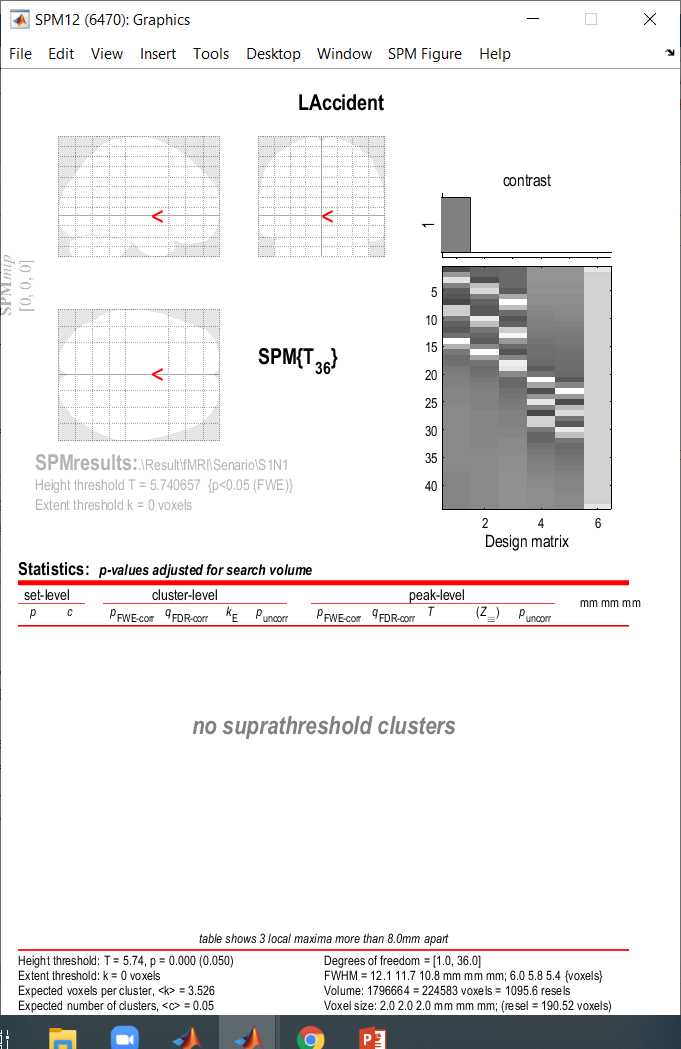 SPM12 (6470): Graphics
File Edit View Insert Tools Desktop Window SPM Figure Help
LAccident
contrast
1
SPMmip
[0, 0, 0]
SPM{T36}
5
10
15
20
25
30
35
40
2 4 6
Design matrix
SPMresults: .\Result\fMRI\Senario\S1N1
Height threshold T = 5.740657 {p<0.05 (FWE)}
Extent threshold k = 0 voxels
Statistics: p-values adjusted for search volume
set-level cluster-level peak-level mm mm mm
p c pFWE-corr qFDR-corr kE puncorr pFWE-corr qFDR-corr T (Z≡) puncorr
no suprathreshold clusters
table shows 3 local maxima more than 8.0mm apart
Height threshold: T = 5.74, p = 0.000 (0.050)
Extent threshold: k = 0 voxels
Expected voxels per cluster, <k> = 3.526
Expected number of clusters, <c> = 0.05
Degrees of freedom = [1.0, 36.0]
FWHM = 12.1 11.7 10.8 mm mm mm; 6.0 5.8 5.4 {voxels}
Volume: 1796664 = 224583 voxels = 1095.6 resels
Voxel size: 2.0 2.0 2.0 mm mm mm; (resel = 190.52 voxels)